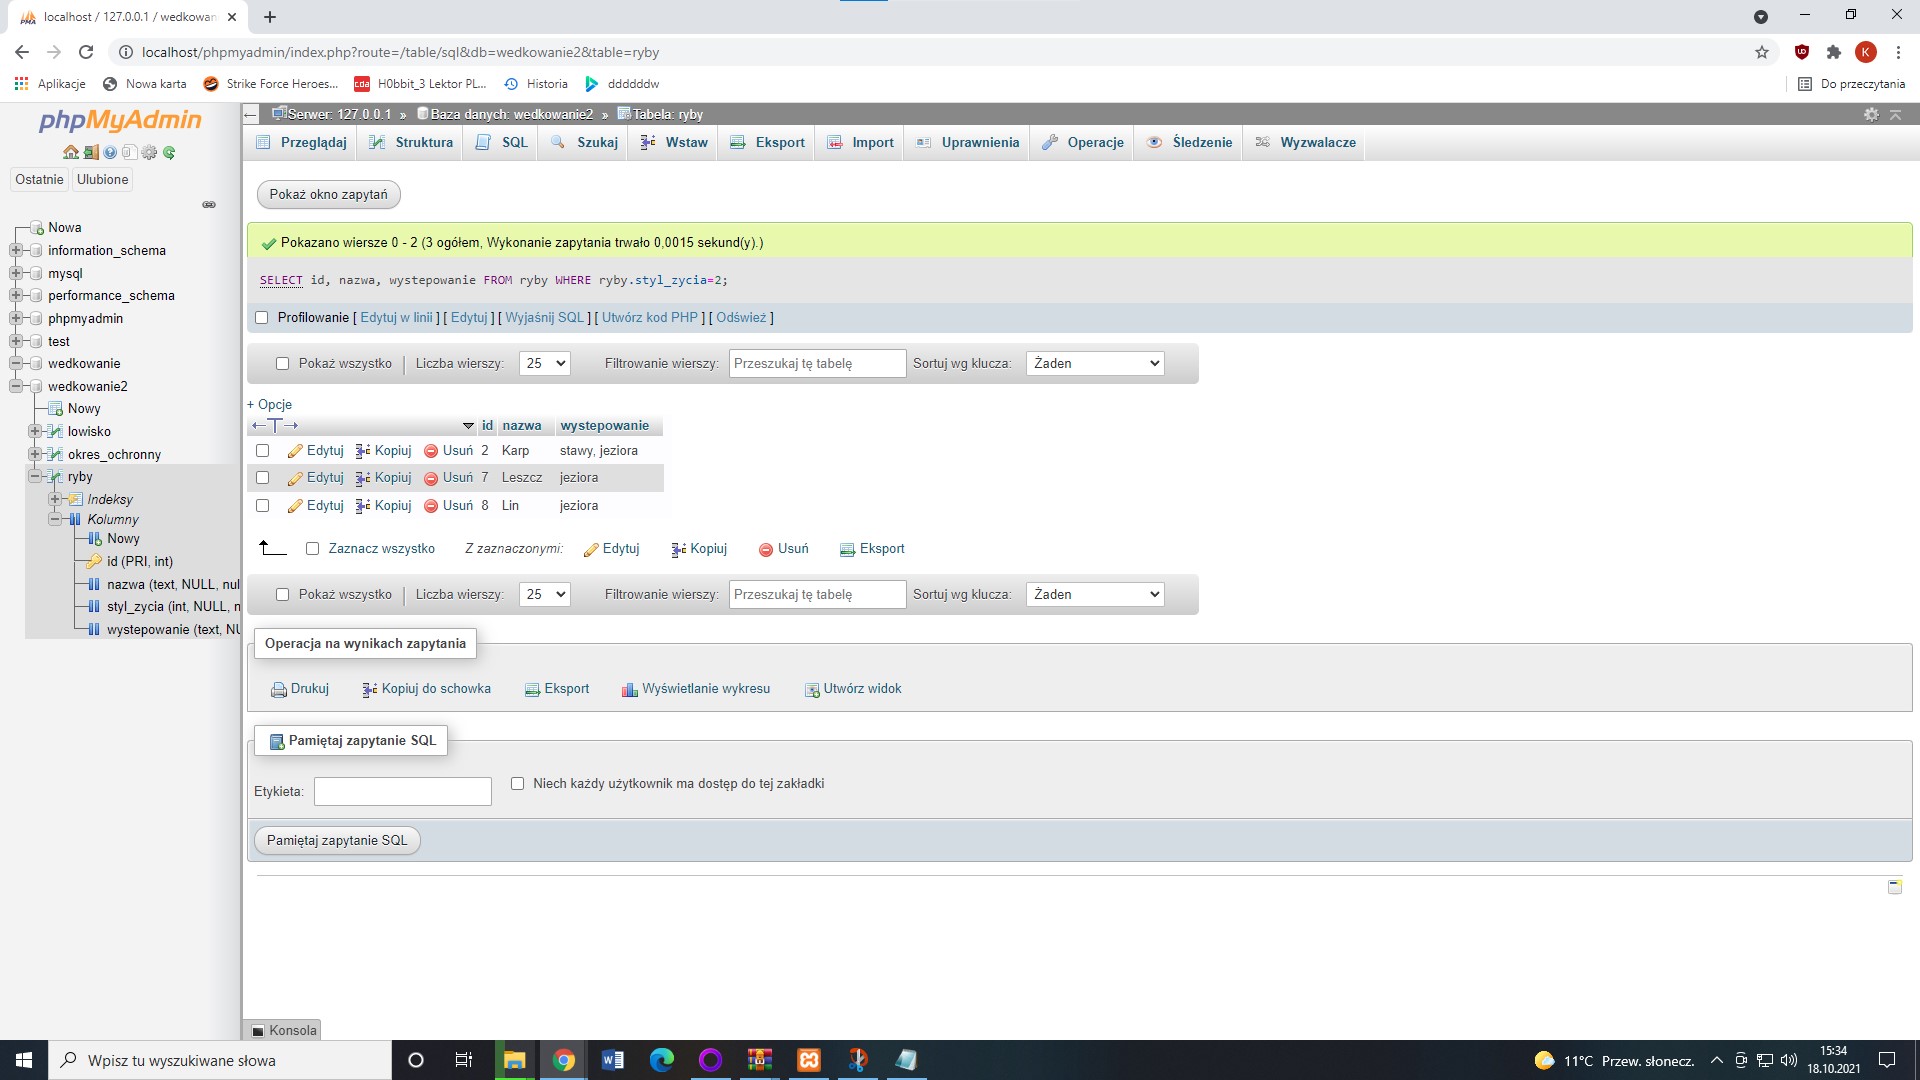 localhost / 127.0.0.1 / wedkowan
localhost/phpmyadmin/index.php?route=/table/sql&db=wedkowanie2&table=ryby
K
Aplikacje
Nowa karta
Strike Force Heroes...
H0bbit_3 Lektor PL...
Historia
ddddddw
Do przeczytania
phpMyAdmin
Ostatnie
Ulubione
Nowa
information_schema
mysql
performance_schema
phpmyadmin
test
wedkowanie
wedkowanie2
Nowy
lowisko
okres_ochronny
ryby
Indeksy
Kolumny
Nowy
id (PRI, int)
nazwa (text, NULL, nul
styl_zycia (int, NULL, n
wystepowanie (text, NU
Serwer: 127.0.0.1 » Baza danych: wedkowanie2 » Tabela: ryby
Przeglądaj
Struktura
SQL
Szukaj
Wstaw
Eksport
Import
Uprawnienia
Operacje
Śledzenie
Wyzwalacze
Pokaż okno zapytań
Pokazano wiersze 0 - 2 (3 ogółem, Wykonanie zapytania trwało 0,0015 sekund(y).)
SELECT id, nazwa, wystepowanie FROM ryby WHERE ryby.styl_zycia=2;
Profilowanie [ Edytuj w linii ] [ Edytuj ] [ Wyjaśnij SQL ] [ Utwórz kod PHP ] [ Odśwież ]
Pokaż wszystko | Liczba wierszy: 25 Filtrowanie wierszy: Przeszukaj tę tabelę Sortuj wg klucza: Żaden
+ Opcje
←T→ id nazwa wystepowanie
Edytuj Kopiuj Usuń 2 Karp stawy, jeziora
Edytuj Kopiuj Usuń 7 Leszcz jeziora
Edytuj Kopiuj Usuń 8 Lin jeziora
Zaznacz wszystko Z zaznaczonymi: Edytuj Kopiuj Usuń Eksport
Pokaż wszystko | Liczba wierszy: 25 Filtrowanie wierszy: Przeszukaj tę tabelę Sortuj wg klucza: Żaden
Operacja na wynikach zapytania
Drukuj Kopiuj do schowka Eksport Wyświetlanie wykresu Utwórz widok
Pamiętaj zapytanie SQL
Etykieta: Niech każdy użytkownik ma dostęp do tej zakładki
Pamiętaj zapytanie SQL
Konsola
Wpisz tu wyszukiwane słowa
11°C Przew. słonecz.
15:34
18.10.2021